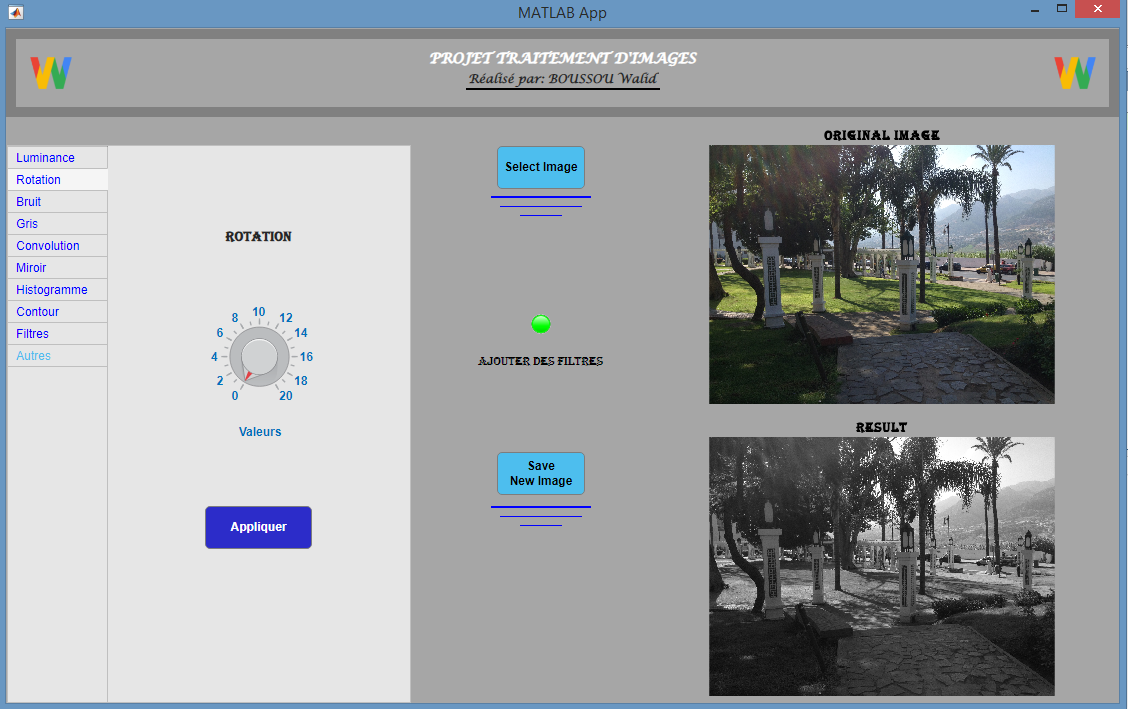 MATLAB App
PROJET TRAITEMENT D'IMAGES
Réalisé par: BOUSSOU Walid
Luminance
Rotation
Bruit
Gris
Convolution
Miroir
Histogramme
Contour
Filtres
Autres
ROTATION
0
2
4
6
8
10
12
14
16
18
20
Valeurs
Appliquer
Select Image
AJOUTER DES FILTRES
Save
New Image
ORIGINAL IMAGE
RESULT